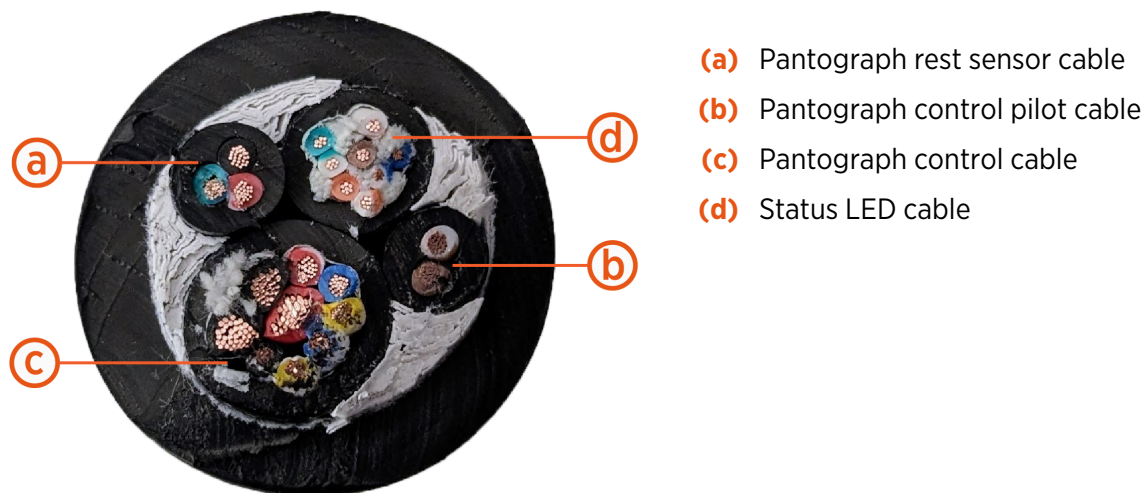 a
d
b
c
(a) Pantograph rest sensor cable
(b) Pantograph control pilot cable
(c) Pantograph control cable
(d) Status LED cable